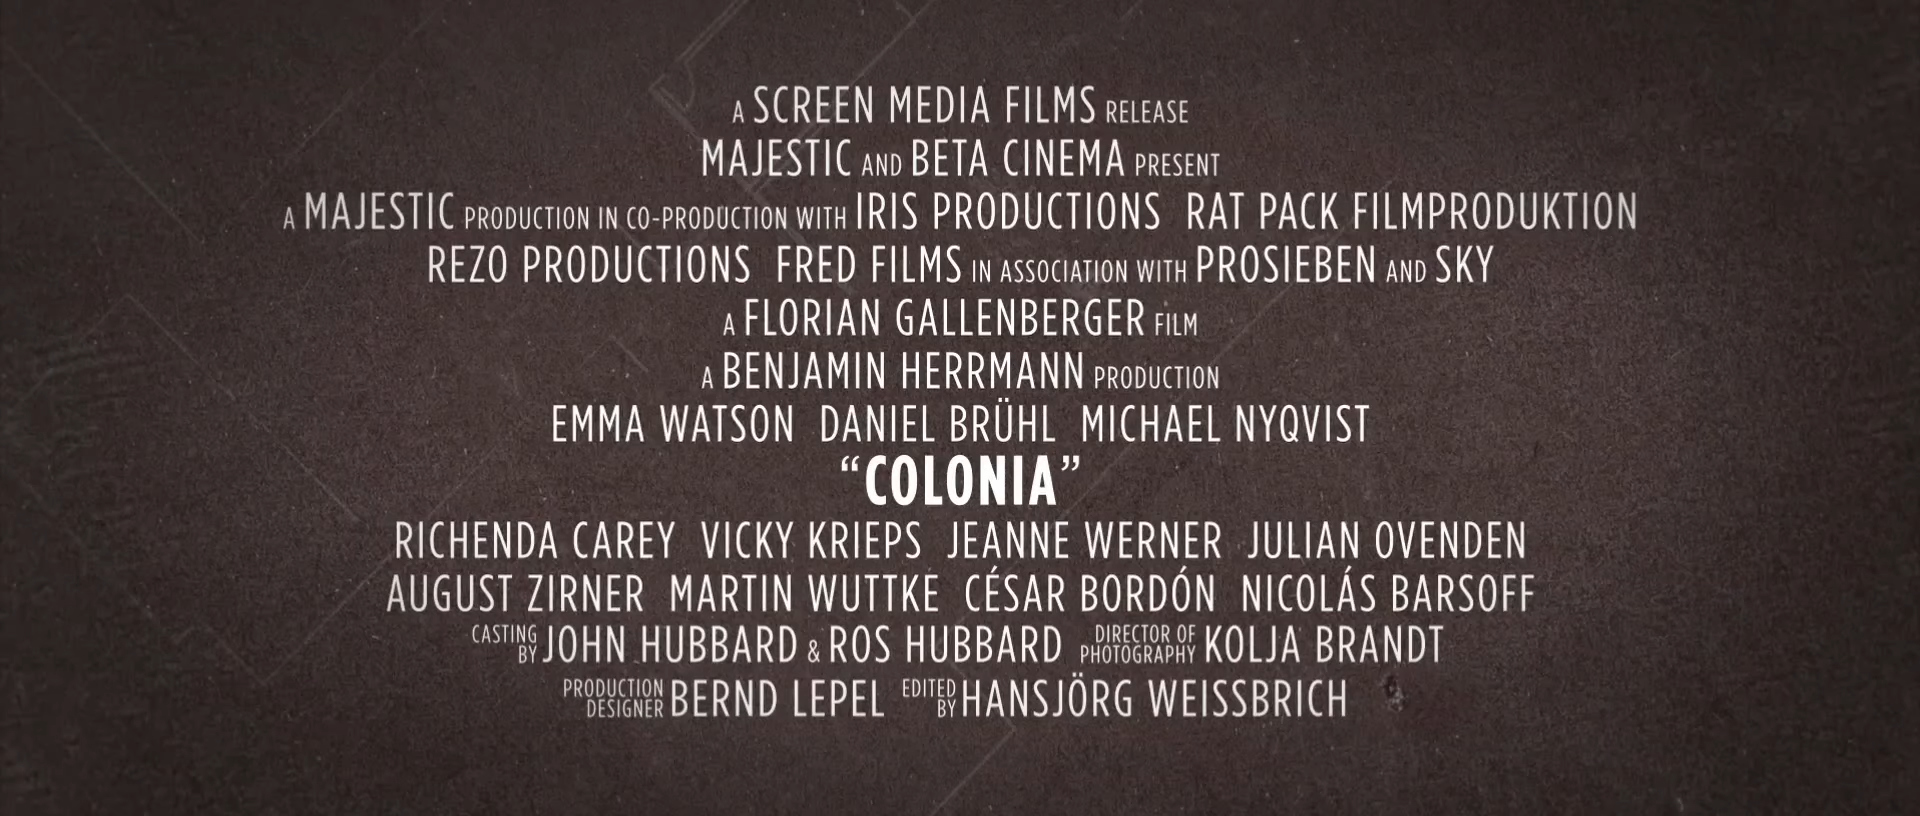 A SCREEN MEDIA FILMS RELEASE
MAJESTIC AND BETA CINEMA PRESENT
A MAJESTIC PRODUCTION IN CO-PRODUCTION WITH IRIS PRODUCTIONS RAT PACK FILMPRODUKTION
REZO PRODUCTIONS FRED FILMS IN ASSOCIATION WITH PROSIEBEN AND SKY
A FLORIAN GALLENBERGER FILM
A BENJAMIN HERRMANN PRODUCTION
EMMA WATSON DANIEL BRÜHL MICHAEL NYQVIST
“COLONIA”
RICHENDA CAREY VICKY KRIEPS JEANNE WERNER JULIAN OVENDEN
AUGUST ZIRNER MARTIN WUTTKE CÉSAR BORDÓN NICOLÁS BARSOFF
CASTING BY JOHN HUBBARD & ROS HUBBARD DIRECTOR OF PHOTOGRAPHY KOLJA BRANDT
PRODUCTION DESIGNER BERND LEPEL EDITED BY HANSJÖRG WEISSBRICH